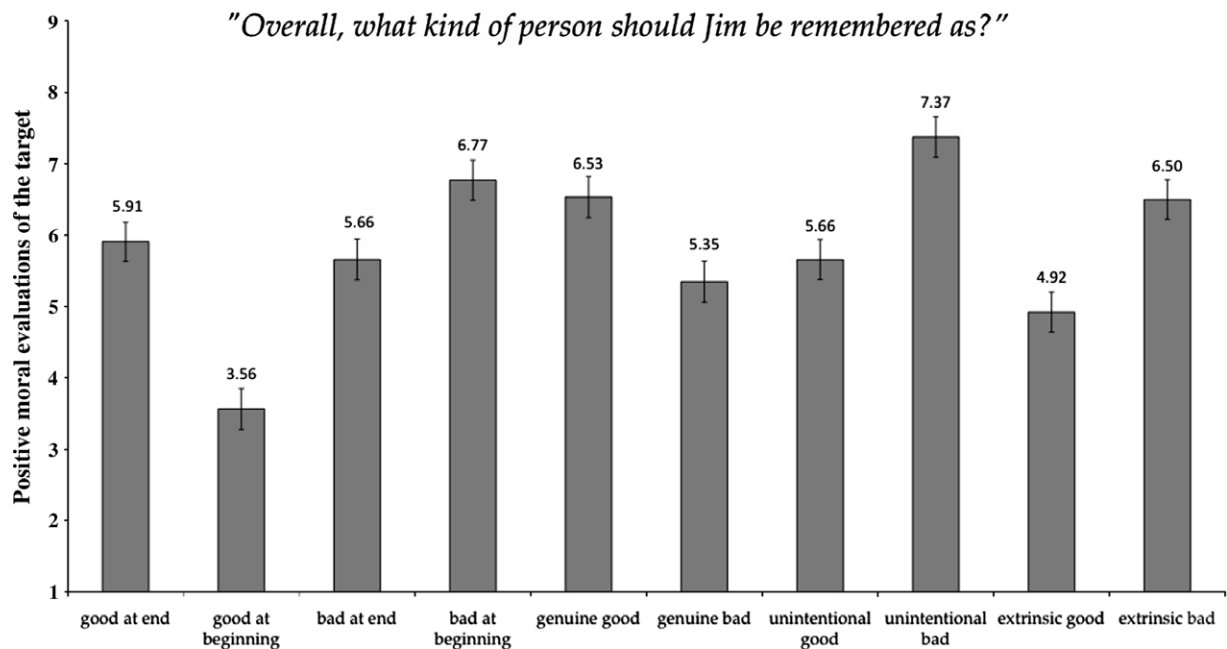 "Overall, what kind of person should Jim be remembered as?"
Positive moral evaluations of the target
9
8
7
6
5
4
3
2
1
5.91
3.56
5.66
6.77
6.53
5.35
5.66
7.37
4.92
6.50
good at end
good at
beginning
bad at end
bad at
beginning
genuine good
genuine bad
unintentional
good
unintentional
bad
extrinsic good
extrinsic bad